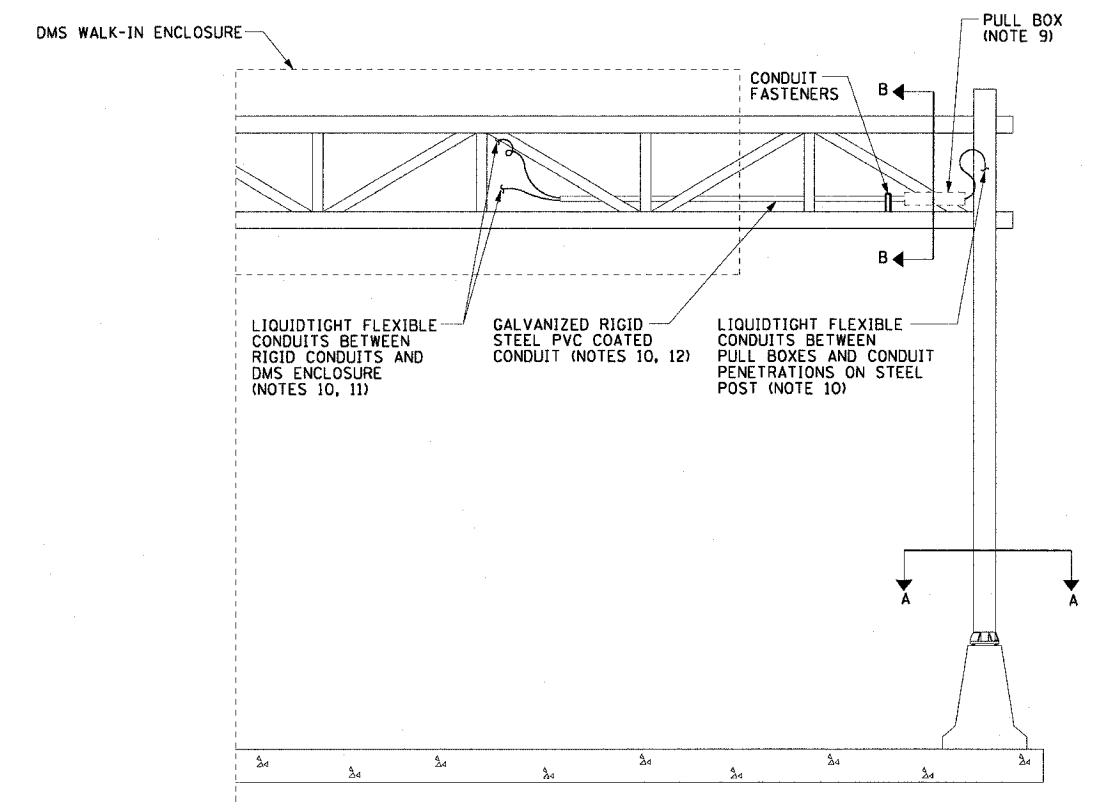 DMS WALK-IN ENCLOSURE
PULL BOX
(NOTE 9)
CONDUIT
FASTENERS
B
B
LIQUIDTIGHT FLEXIBLE
CONDUITS BETWEEN
RIGID CONDUITS AND
DMS ENCLOSURE
(NOTES 10, 11)
GALVANIZED RIGID
STEEL PVC COATED
CONDUIT (NOTES 10, 12)
LIQUIDTIGHT FLEXIBLE
CONDUITS BETWEEN
PULL BOXES AND CONDUIT
PENETRATIONS ON STEEL
POST (NOTE 10)
A
A